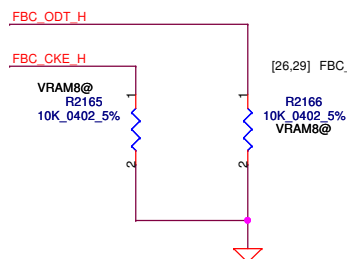 FBC_ODT_H
FBC_CKE_H
[26,29] FBC_
VRAM8@
R2165
10K_0402_5%
1
2
R2166
10K_0402_5%
VRAM8@
1
2